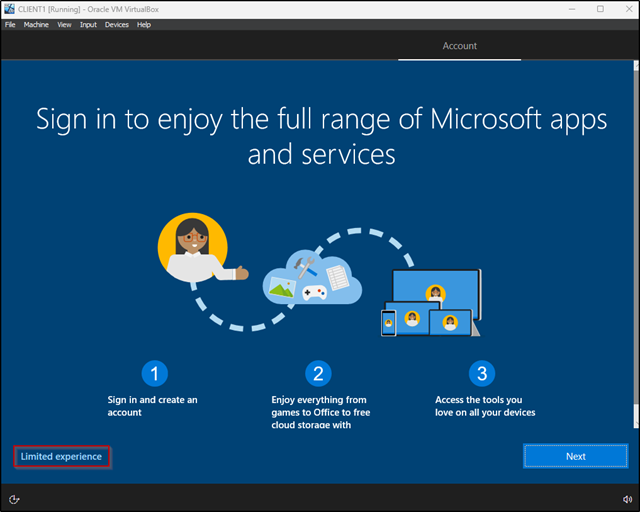 CLIENT1 [Running] - Oracle VM VirtualBox
File Machine View Input Devices Help
Account
Sign in to enjoy the full range of Microsoft apps
and services
1
2
3
Sign in and create an
account
Enjoy everything from
games to Office to free
cloud storage with
Access the tools you
love on all your devices
Limited experience
Next